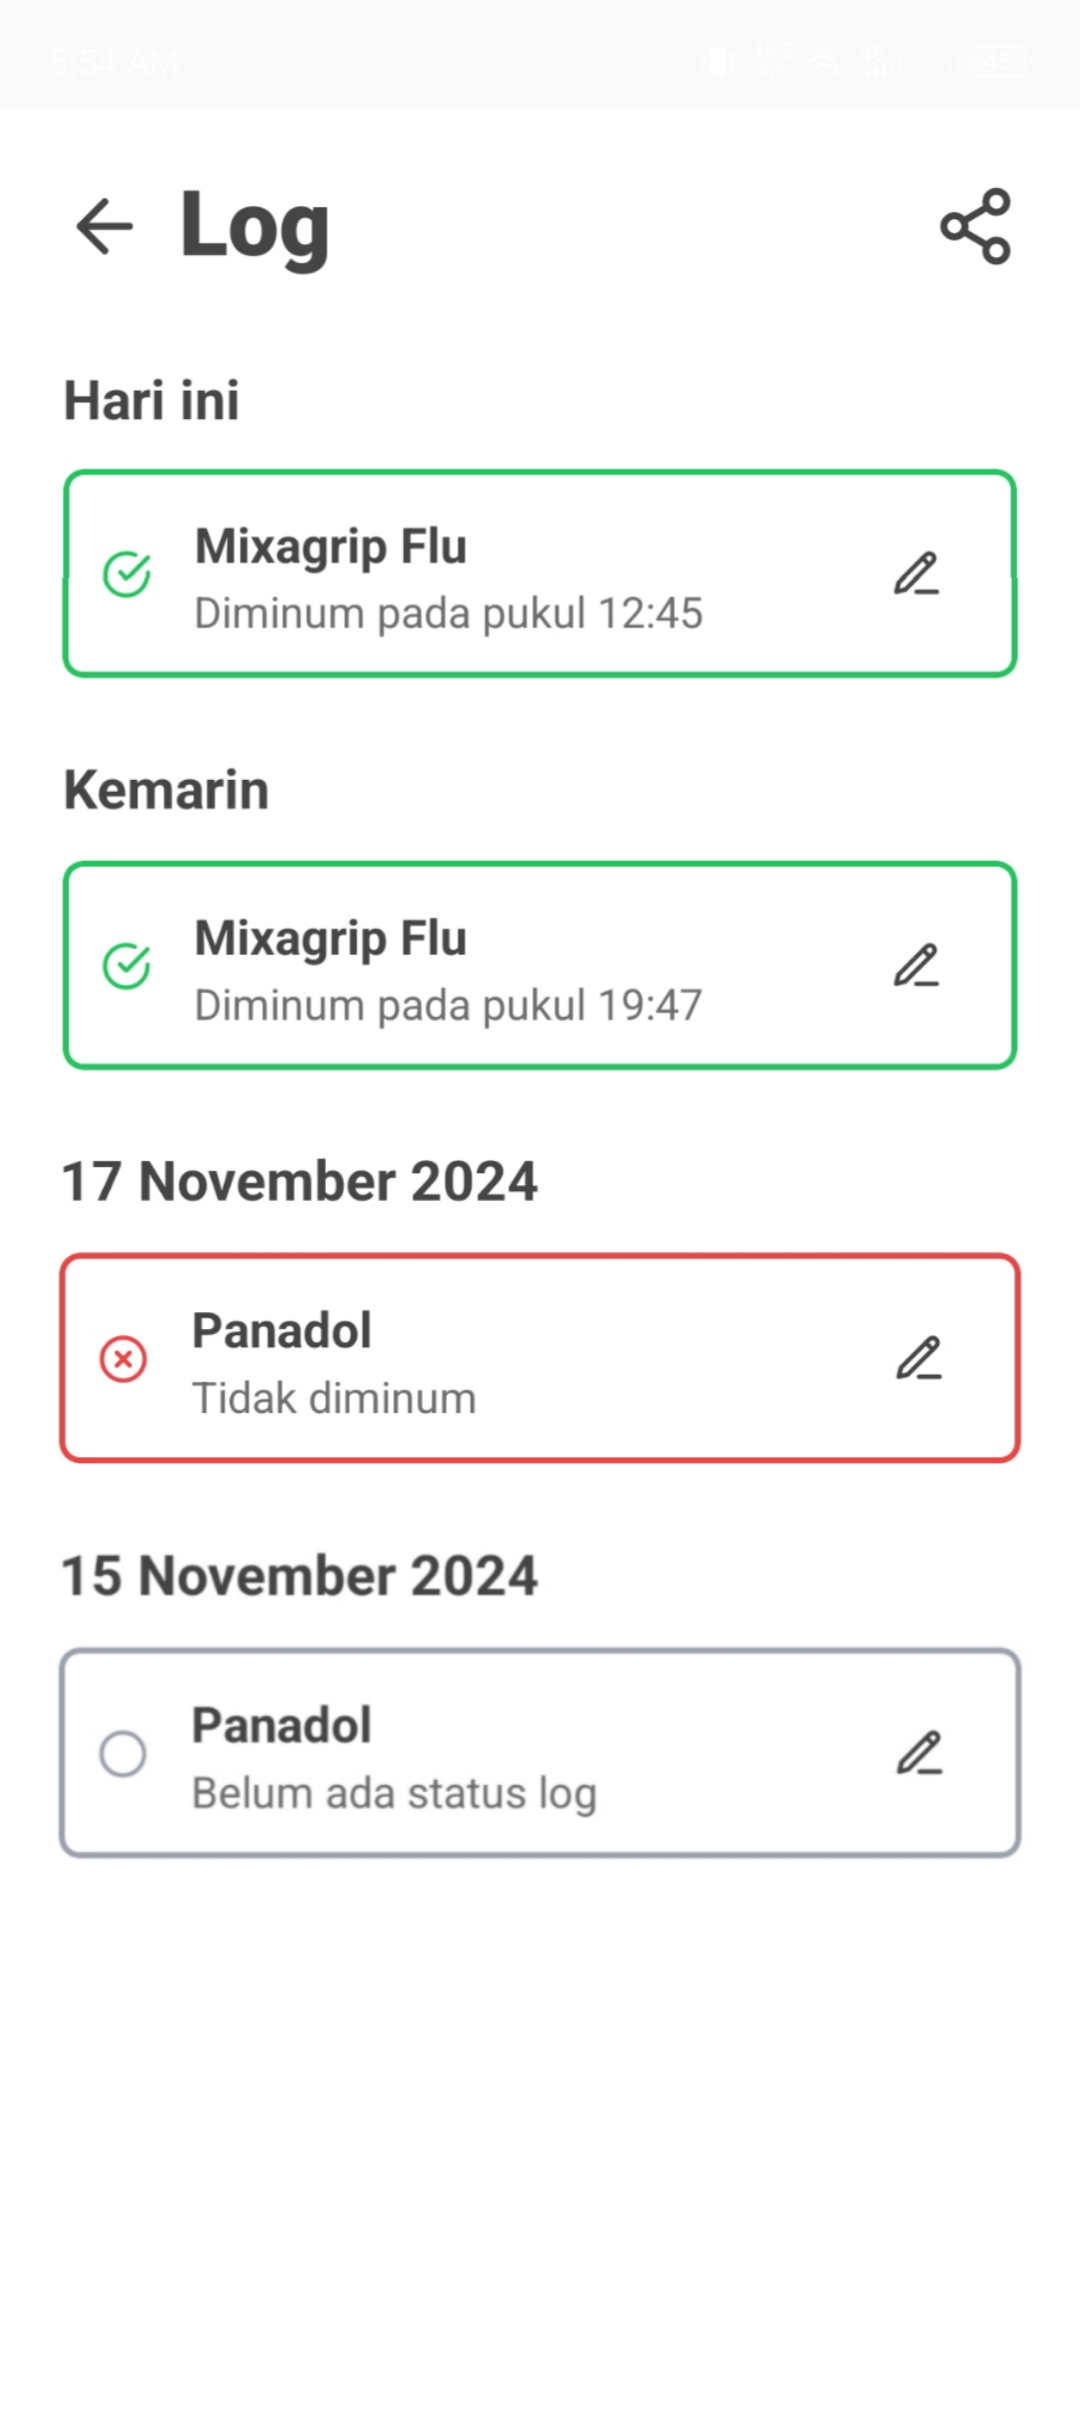 5:54 AM
Log
Hari ini
Mixagrip Flu
Diminum pada pukul 12:45
Kemarin
Mixagrip Flu
Diminum pada pukul 19:47
17 November 2024
Panadol
Tidak diminum
15 November 2024
Panadol
Belum ada status log